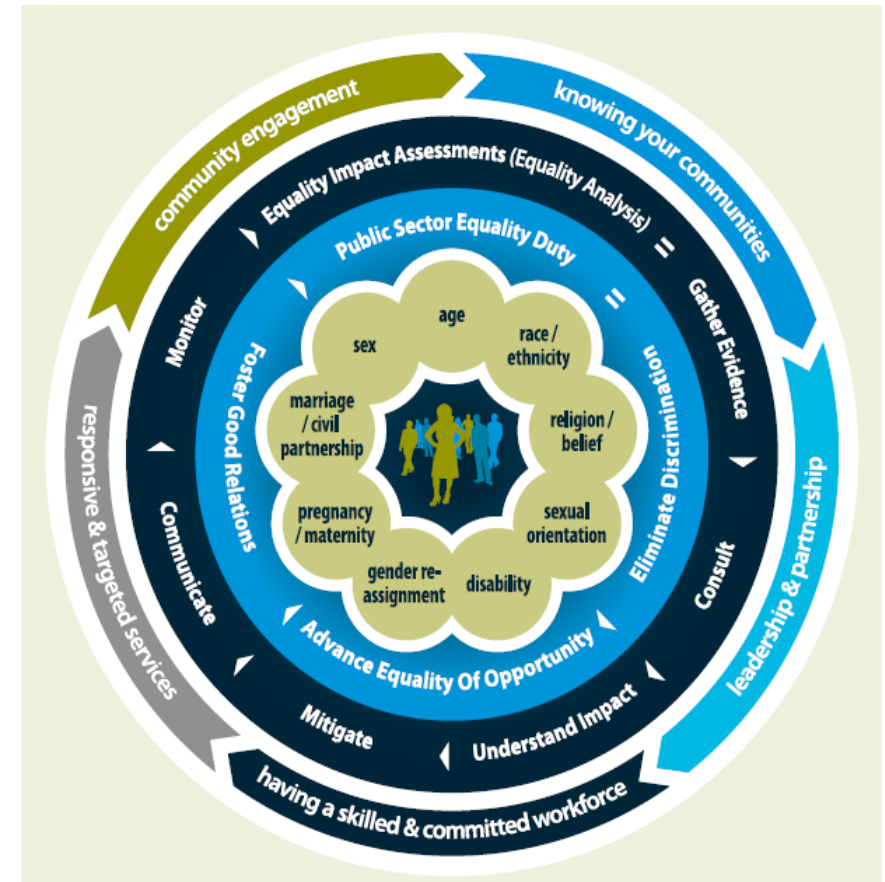 community engagement
knowing your communities
leadership & partnership
having a skilled & committed workforce
responsive & targeted services
Equality Impact Assessments (Equality Analysis) =
Gather Evidence
Consult
Understand Impact
Mitigate
Communicate
Monitor
Public Sector Equality Duty =
Eliminate Discrimination
Advance Equality Of Opportunity
Foster Good Relations
age
race /
ethnicity
religion /
belief
sexual
orientation
disability
gender re-
assignment
pregnancy
/ maternity
marriage
/ civil
partnership
sex